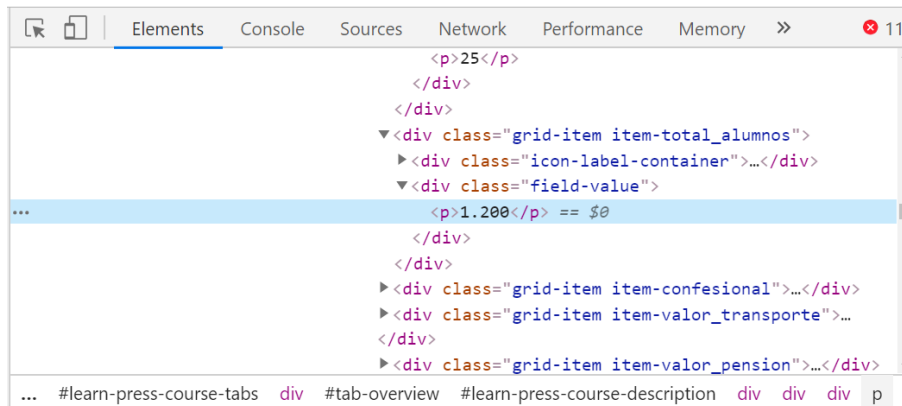 Elements Console Sources Network Performance Memory » 11
<p>25</p>
</div>
</div>
▼<div class="grid-item item-total_alumnos">
▶<div class="icon-label-container">…</div>
▼<div class="field-value">
... <p>1.200</p> == $0
</div>
</div>
▶<div class="grid-item item-confesional">…</div>
▶<div class="grid-item item-valor_transporte">…
</div>
▶<div class="grid-item item-valor_pension">…</div>
... #learn-press-course-tabs div #tab-overview #learn-press-course-description div div div p